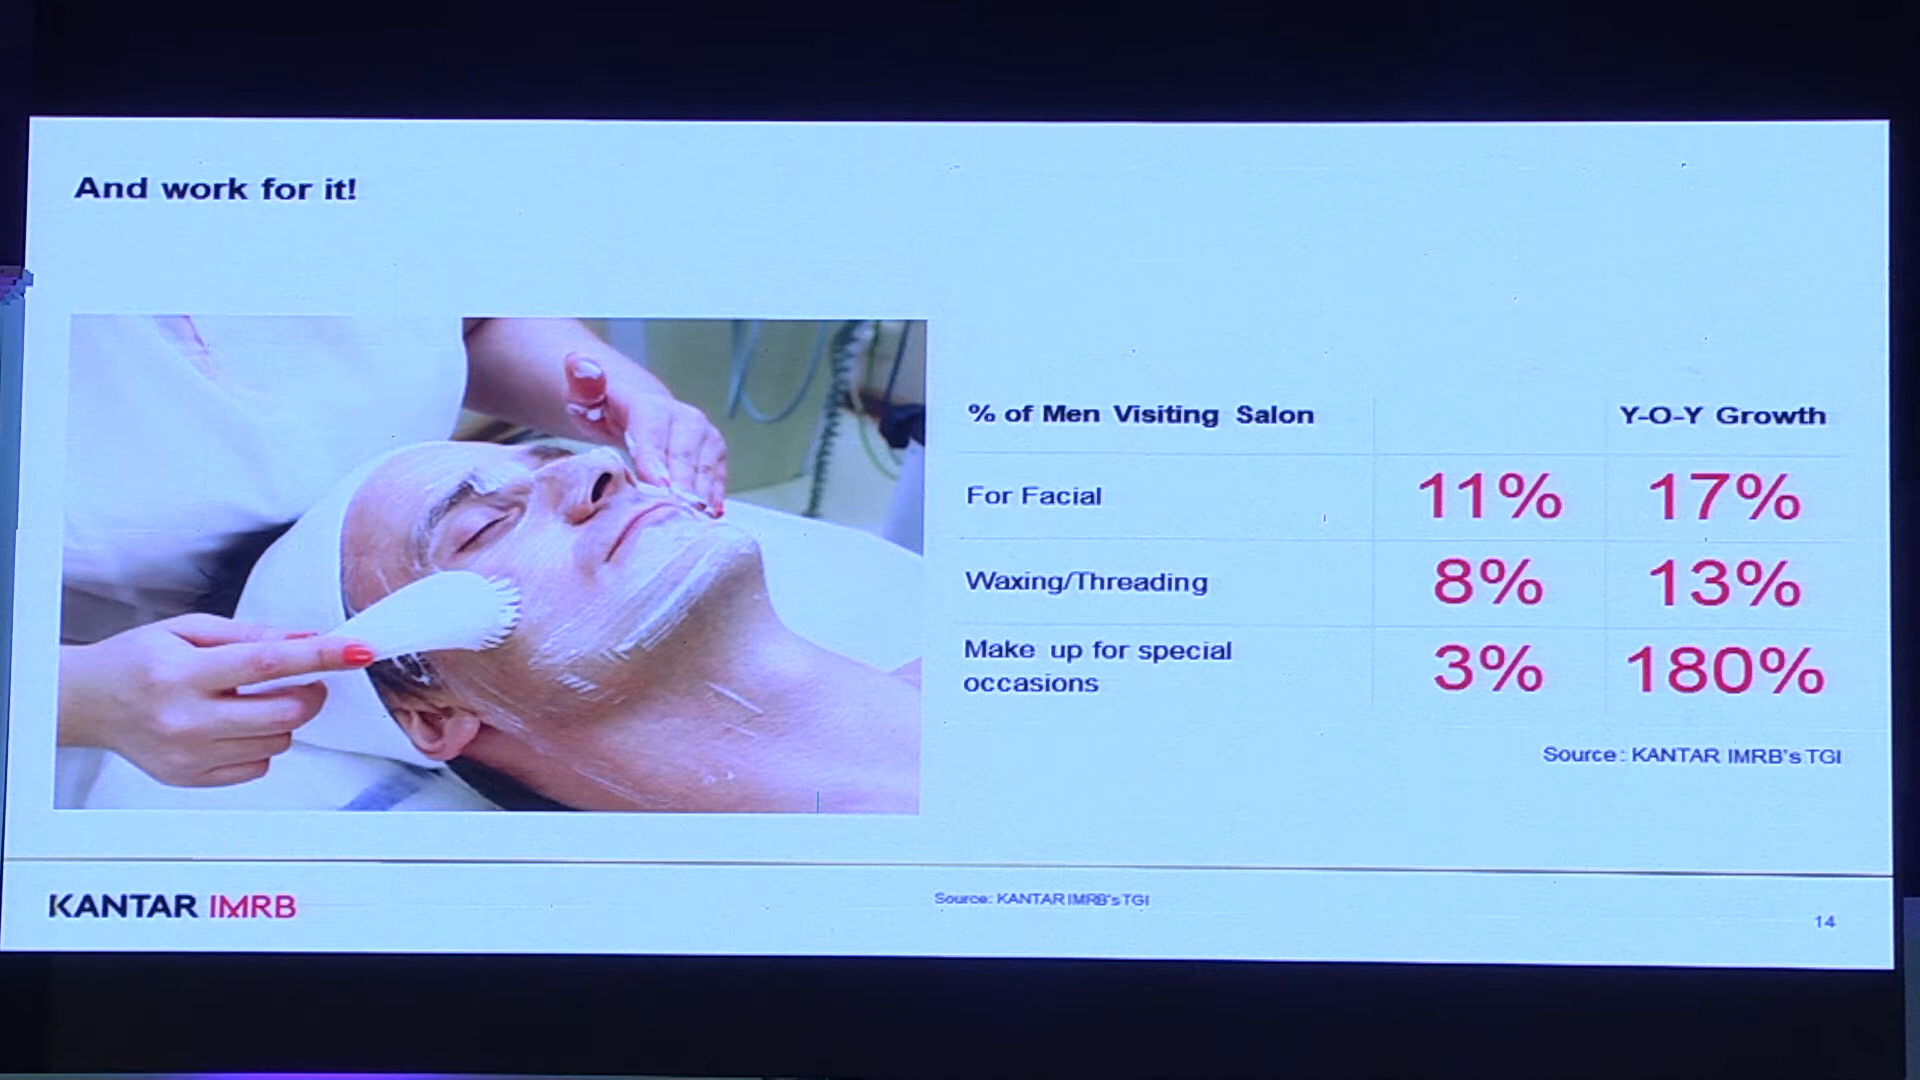 And work for it!
% of Men Visiting Salon Y-O-Y Growth
For Facial 11% 17%
Waxing/Threading 8% 13%
Make up for special
occasions 3% 180%
Source: KANTAR IMRB's TGI
KANTAR IMRB
Source: KANTAR IMRB's TGI
14